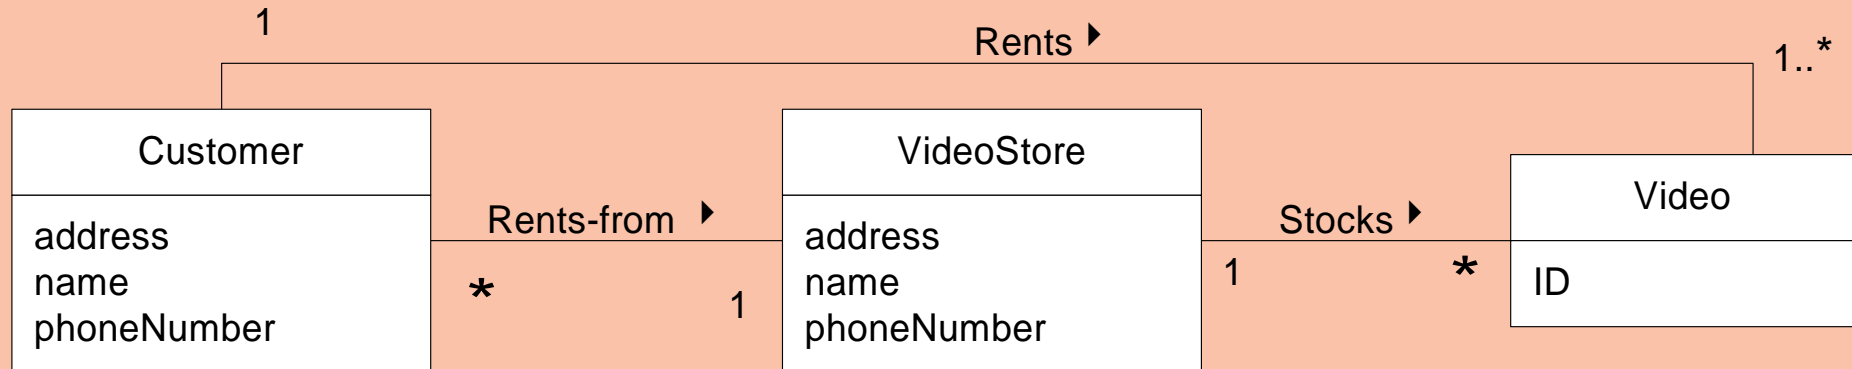 1
Rents
1..*
Customer
address
name
phoneNumber
Rents-from
*
1
VideoStore
address
name
phoneNumber
Stocks
1
*
Video
ID